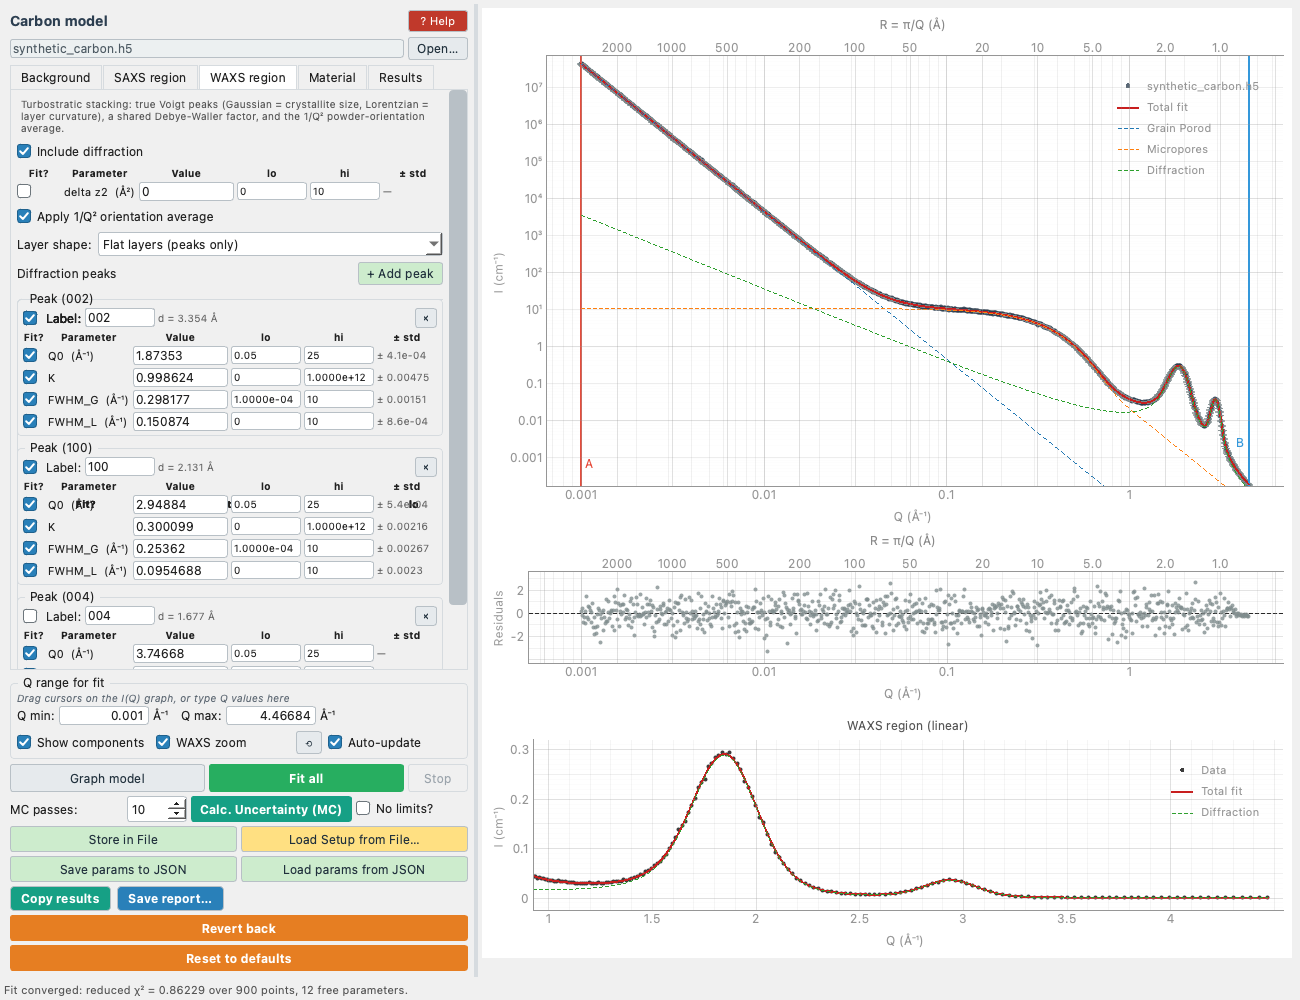 Carbon model
? Help
synthetic_carbon.h5
Open...
Background
SAXS region
WAXS region
Material
Results
Turbostratic stacking: true Voigt peaks (Gaussian = crystallite size, Lorentzian =
layer curvature), a shared Debye-Waller factor, and the 1/Q² powder-orientation
average.
Include diffraction
Fit? Parameter Value lo hi ± std
delta z2 (Å²) 0 0 10 —
Apply 1/Q² orientation average
Layer shape: Flat layers (peaks only)
Diffraction peaks
+ Add peak
Peak (002)
Label: 002 d = 3.354 Å ×
Fit? Parameter Value lo hi ± std
Q0 (Å⁻¹) 1.87353 0.05 25 ± 4.1e-04
K 0.998624 0 1.0000e+12 ± 0.00475
FWHM_G (Å⁻¹) 0.298177 1.0000e-04 10 ± 0.00151
FWHM_L (Å⁻¹) 0.150874 0 10 ± 8.6e-04
Peak (100)
Label: 100 d = 2.131 Å ×
Fit? Parameter Value lo hi ± std
Q0 2.94884 0.05 25
K 0.300099 0 1.0000e+12 ± 0.00216
FWHM_G (Å⁻¹) 0.25362 1.0000e-04 10 ± 0.00267
FWHM_L (Å⁻¹) 0.0954688 0 10 ± 0.0023
Peak (004)
Label: 004 d = 1.677 Å ×
Fit? Parameter Value lo hi ± std
Q0 (Å⁻¹) 3.74668 0.05 25 —
Q range for fit
Drag cursors on the I(Q) graph, or type Q values here
Q min: 0.001 Å⁻¹ Q max: 4.46684 Å⁻¹
Show components
WAXS zoom
Auto-update
Graph model
Fit all
Stop
MC passes: 10
Calc. Uncertainty (MC)
No limits?
Store in File
Load Setup from File...
Save params to JSON
Load params from JSON
Copy results
Save report...
Revert back
Reset to defaults
Fit converged: reduced χ² = 0.86229 over 900 points, 12 free parameters.
R = π/Q (Å)
2000 1000 500 200 100 50 20 10 5.0 2.0 1.0
10⁷
10⁶
10⁵
10⁴
10³
10²
10¹
1
0.1
0.01
0.001
I (cm⁻¹)
synthetic_carbon.h5
Total fit
Grain Porod
Micropores
Diffraction
A
B
0.001 0.01 0.1 1
Q (Å⁻¹)
R = π/Q (Å)
2000 1000 500 200 100 50 20 10 5.0 2.0 1.0
2
0
−2
Residuals
0.001 0.01 0.1 1
Q (Å⁻¹)
WAXS region (linear)
0.3
0.2
0.1
0
I (cm⁻¹)
Data
Total fit
Diffraction
1 1.5 2 2.5 3 3.5 4
Q (Å⁻¹)